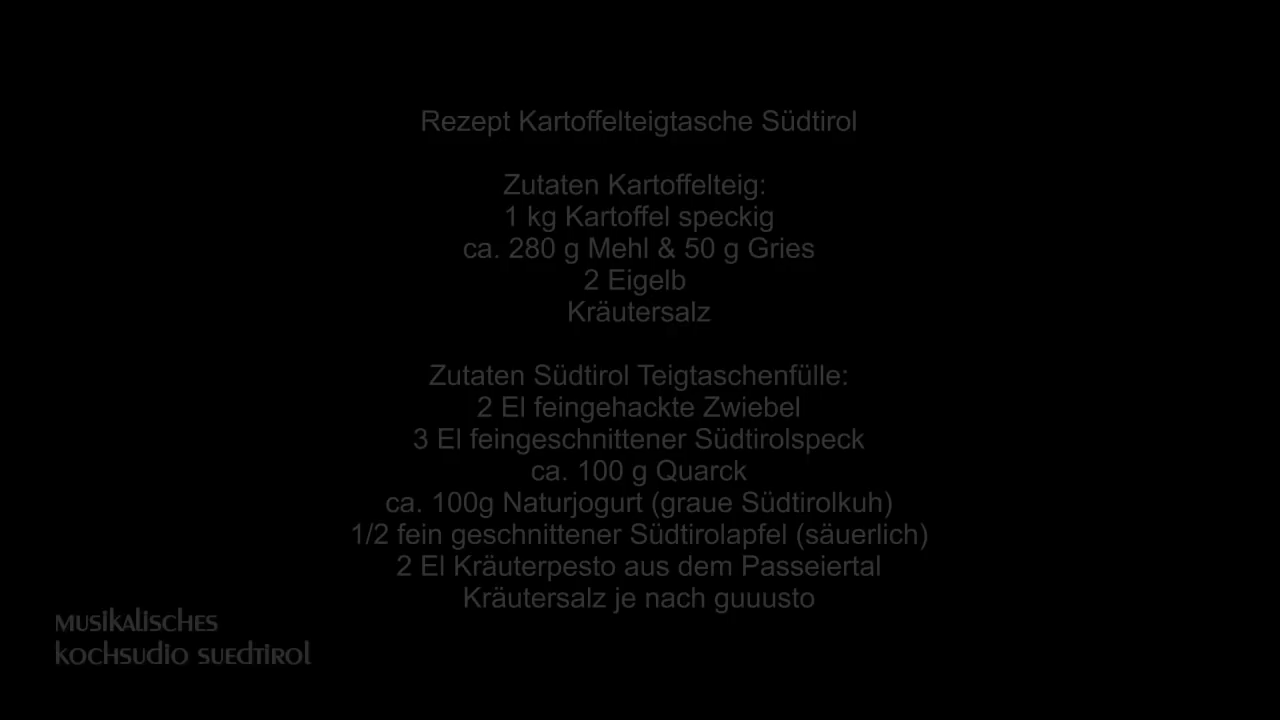 Rezept Kartoffelteigtasche Südtirol
Zutaten Kartoffelteig:
1 kg Kartoffel speckig
ca. 280 g Mehl & 50 g Gries
2 Eigelb
Kräutersalz
Zutaten Südtirol Teigtaschenfülle:
2 El feingehackte Zwiebel
3 El feingeschnittener Südtirolspeck
ca. 100 g Quarck
ca. 100g Naturjogurt (graue Südtirolkuh)
1/2 fein geschnittener Südtirolapfel (säuerlich)
2 El Kräuterpesto aus dem Passeiertal
Kräutersalz je nach guuusto
MUSIKALISCHES
KOCHSUDIO SUEDTIROL